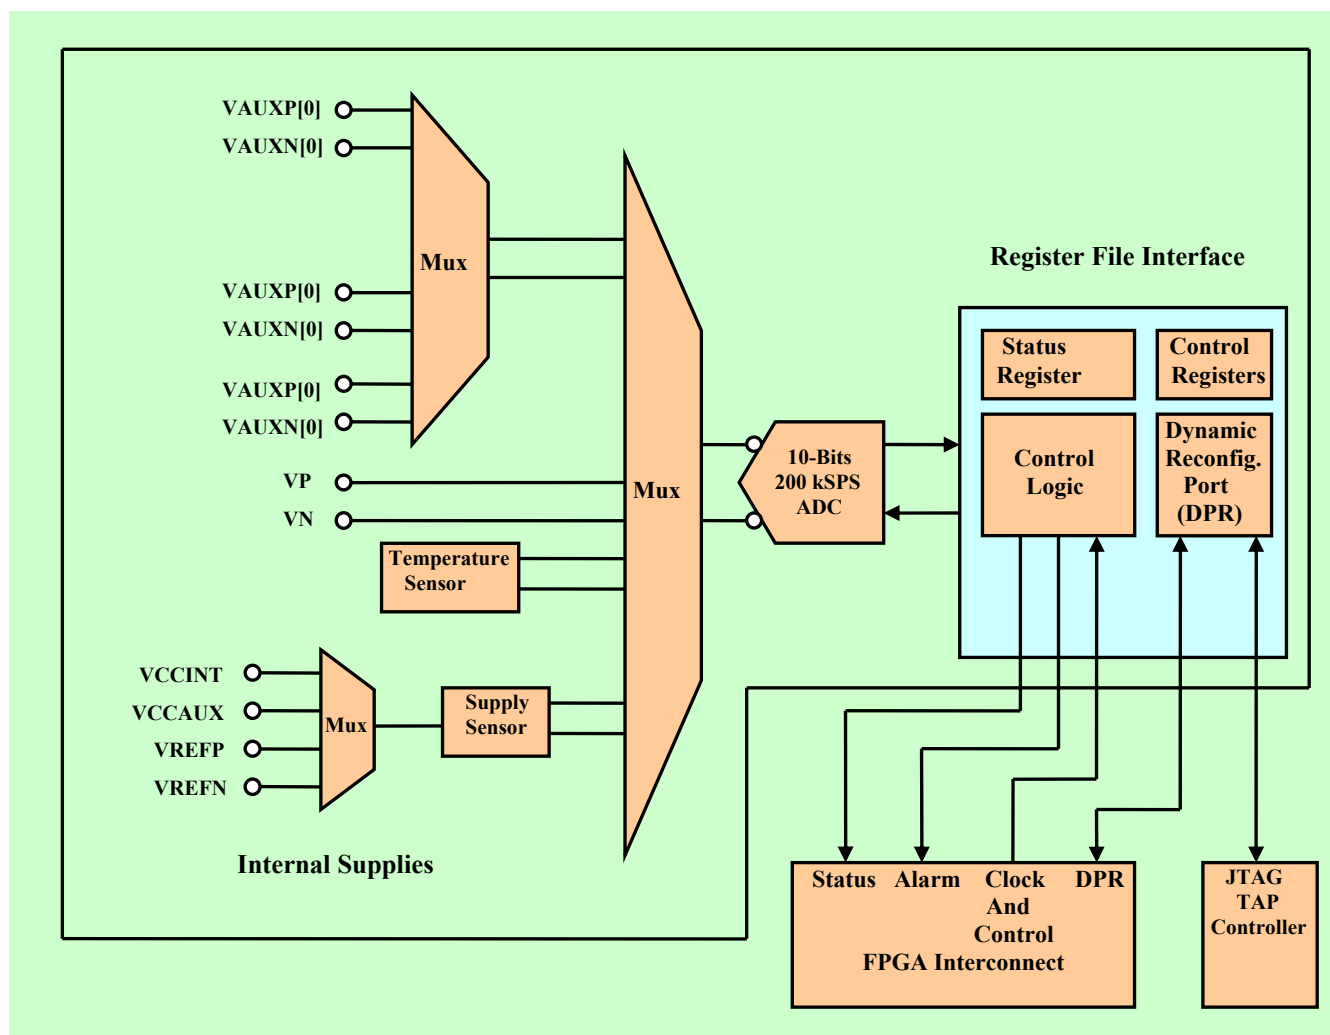 VAUXP[0]
VAUXN[0]
Mux
VAUXP[0]
VAUXN[0]
VAUXP[0]
VAUXN[0]
VP
VN
Temperature
Sensor
VCCINT
VCCAUX
VREFP
VREFN
Mux
Supply
Sensor
Internal Supplies
Mux
10-Bits
200 kSPS
ADC
Register File Interface
Status
Register
Control
Registers
Control
Logic
Dynamic
Reconfig.
Port
(DPR)
Status Alarm Clock DPR
And
Control
FPGA Interconnect
JTAG
TAP
Controller